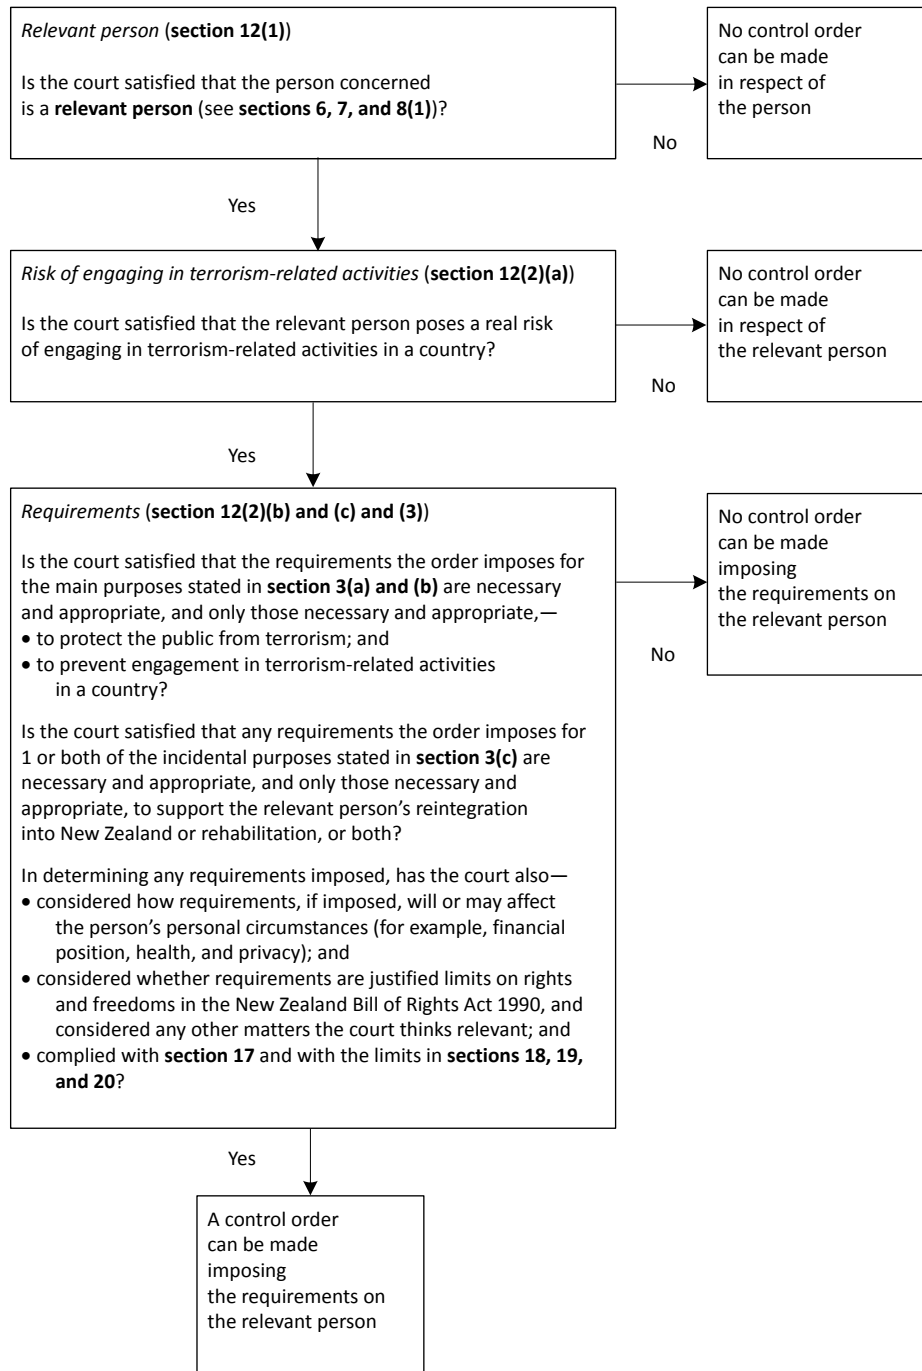 Relevant person (section 12(1))
Is the court satisfied that the person concerned
is a relevant person (see sections 6, 7, and 8(1))?
No control order
can be made
in respect of
the person
No
Yes
Risk of engaging in terrorism-related activities (section 12(2)(a))
Is the court satisfied that the relevant person poses a real risk
of engaging in terrorism-related activities in a country?
No control order
can be made
in respect of
the relevant person
No
Yes
Requirements (section 12(2)(b) and (c) and (3))
Is the court satisfied that the requirements the order imposes for
the main purposes stated in section 3(a) and (b) are necessary
and appropriate, and only those necessary and appropriate,—
• to protect the public from terrorism; and
• to prevent engagement in terrorism-related activities
in a country?
Is the court satisfied that any requirements the order imposes for
1 or both of the incidental purposes stated in section 3(c) are
necessary and appropriate, and only those necessary and
appropriate, to support the relevant person's reintegration
into New Zealand or rehabilitation, or both?
In determining any requirements imposed, has the court also—
• considered how requirements, if imposed, will or may affect
the person's personal circumstances (for example, financial
position, health, and privacy); and
• considered whether requirements are justified limits on rights
and freedoms in the New Zealand Bill of Rights Act 1990, and
considered any other matters the court thinks relevant; and
• complied with section 17 and with the limits in sections 18, 19,
and 20?
No control order
can be made
imposing
the requirements on
the relevant person
No
Yes
A control order
can be made
imposing
the requirements on
the relevant person